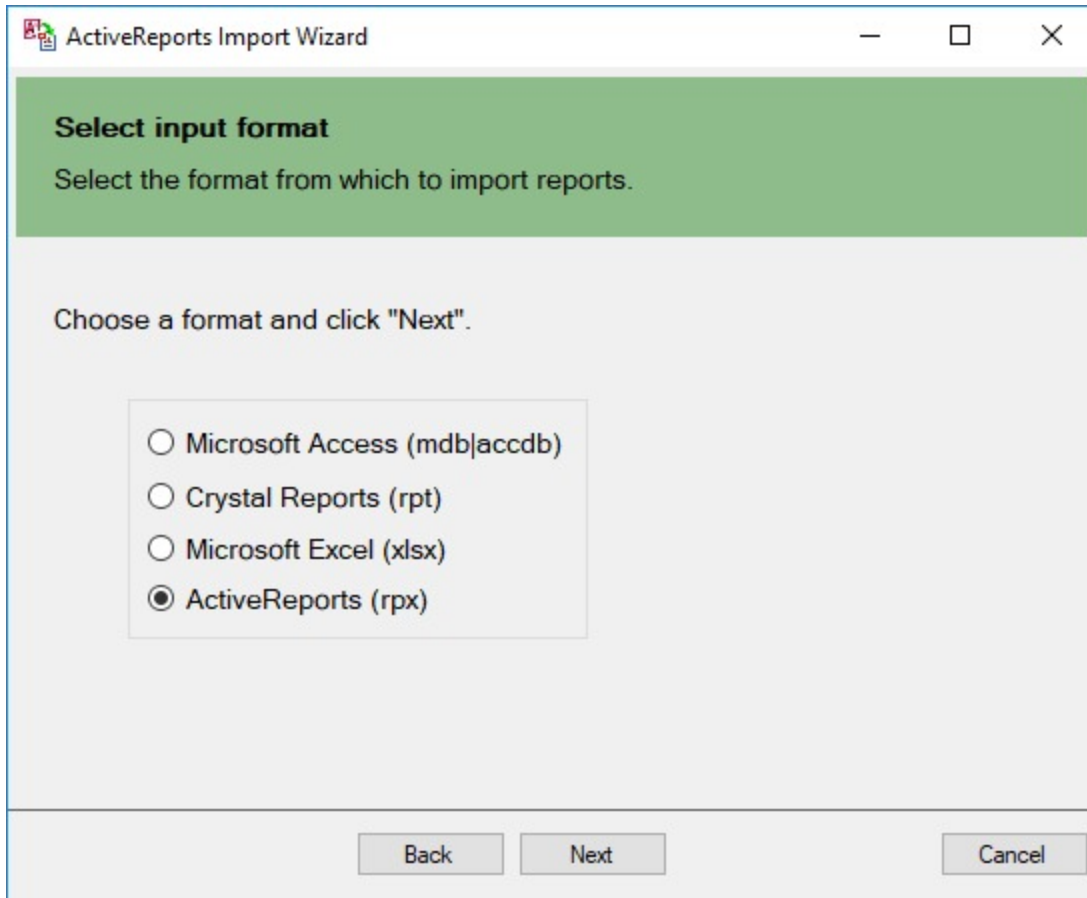 ActiveReports Import Wizard
Select input format
Select the format from which to import reports.
Choose a format and click "Next".
Microsoft Access (mdb|accdb)
Crystal Reports (rpt)
Microsoft Excel (xlsx)
ActiveReports (rpx)
Back Next Cancel